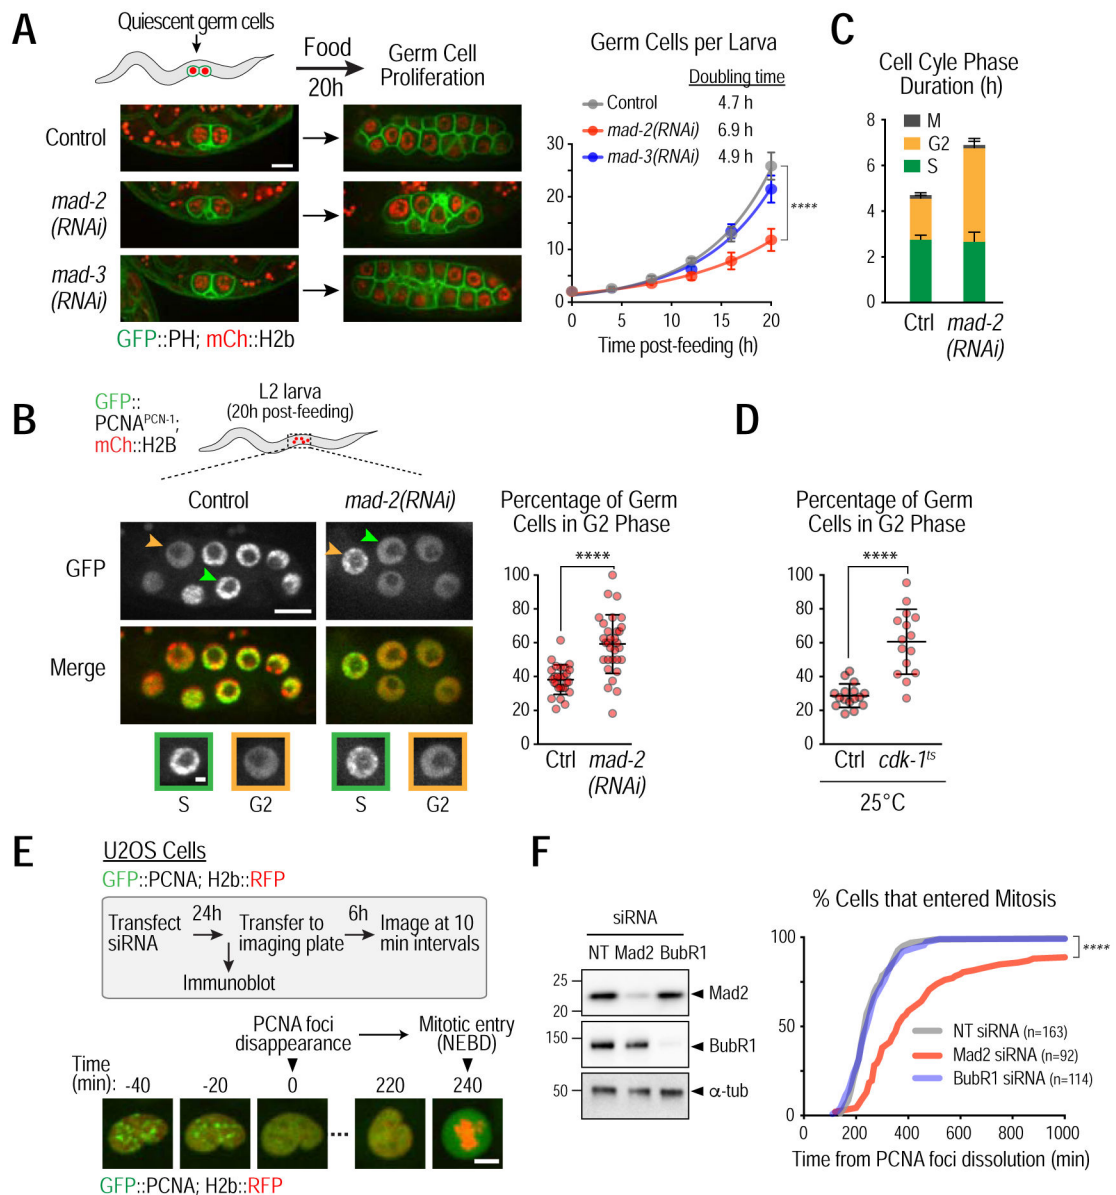 A
Quiescent germ cells
Food
20h
Germ Cell
Proliferation
Control
mad-2
(RNAi)
mad-3
(RNAi)
GFP::PH; mCh::H2b
Germ Cells per Larva
Doubling time
Control 4.7 h
mad-2(RNAi) 6.9 h
mad-3(RNAi) 4.9 h
30
20
10
0
****
0 5 10 15 20
Time post-feeding (h)
C
Cell Cyle Phase
Duration (h)
8
6
4
2
0
M
G2
S
Ctrl mad-2
(RNAi)
B
GFP::
PCNAPCN-1;
mCh::H2B
L2 larva
(20h post-feeding)
Control mad-2(RNAi)
GFP
Merge
S G2 S G2
Percentage of Germ
Cells in G2 Phase
****
100
80
60
40
20
0
Ctrl mad-2
(RNAi)
D
Percentage of Germ
Cells in G2 Phase
****
100
80
60
40
20
0
Ctrl cdk-1ts
25°C
E
U2OS Cells
GFP::PCNA; H2b::RFP
Transfect
siRNA
24h
Transfer to
imaging plate
6h
Image at 10
min intervals
Immunoblot
PCNA foci
disappearance
Mitotic entry
(NEBD)
Time
(min): -40 -20 0 220 240
...
GFP::PCNA; H2b::RFP
F
siRNA
NT Mad2 BubR1
25
20
Mad2
150
BubR1
50
α-tub
% Cells that entered Mitosis
100
50
0
****
NT siRNA (n=163)
Mad2 siRNA (n=92)
BubR1 siRNA (n=114)
0 200 400 600 800 1000
Time from PCNA foci dissolution (min)